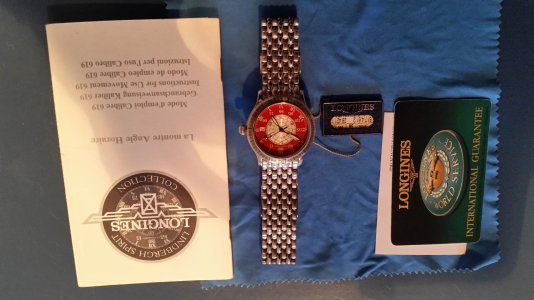 LONGINES
LINDBERGH SPIRIT
COLLECTION
La montre Angle Horaire
Mode d'emploi Calibre 619
Gebrauchsanweisung Kaliber 619
Instructions for Use Movement 619
Modo de empleo Calibre 619
Istruzioni per l'uso Calibro 619
LONGINES
LONGINES
WORLD SERVICE
INTERNATIONAL GUARANTEE